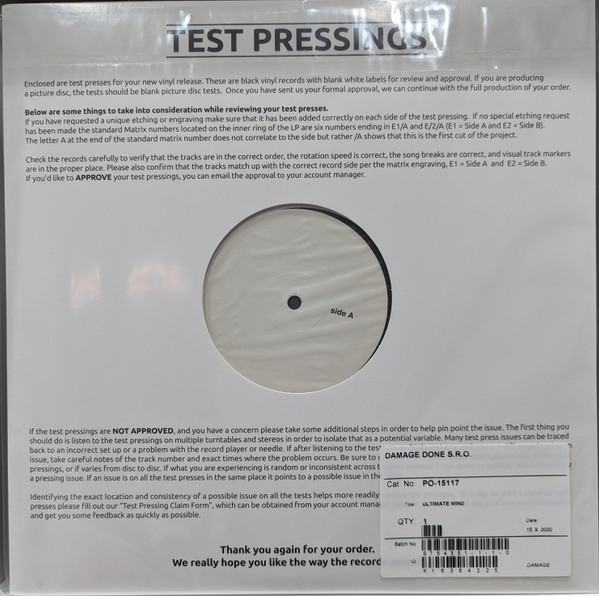 TEST PRESSINGS
Enclosed are test presses for your new vinyl release. These are black vinyl records with blank white labels for review and approval. If you are producing
a picture disc, the tests should be blank picture disc tests. Once you have sent us your formal approval, we can continue with the full production of your order.
Below are some things to take into consideration while reviewing your test presses.
If you have requested a unique etching or engraving make sure that it has been added correctly on each side of the test pressing. If no special etching request
has been made the standard Matrix numbers located on the inner ring of the LP are six numbers ending in E1/A and E/2/A (E1 = Side A and E2 = Side B).
The letter A at the end of the standard matrix number does not correlate to the side but rather /A shows that this is the first cut of the project.
Check the records carefully to verify that the tracks are in the correct order, the rotation speed is correct, the song breaks are correct, and visual track markers
are in the proper place. Please also confirm that the tracks match up with the correct record side per the matrix engraving, E1 = Side A and E2 = Side B.
If you'd like to APPROVE your test pressings, you can email the approval to your account manager.
side A
If the test pressings are NOT APPROVED, and you have a concern please take some additional steps in order to help pin point the issue. The first thing you
should do is listen to the test pressings on multiple turntables and stereos in order to isolate that as a potential variable. Many test press issues can be traced
back to an incorrect set up or a problem with the record player or needle. If after listening to the tes
issue, take careful notes of the track number and exact times where the problem occurs. Be sure to
pressings, or if varies from disc to disc. If what you are experiencing is random or inconsistent across t
a pressing issue. If an issue is on all the test presses in the same place it points to a possible issue in the
Identifying the exact location and consistency of a possible issue on all the tests helps more readily
presses please fill out our "Test Pressing Claim Form", which can be obtained from your account mana
and get you some feedback as quickly as possible.
Thank you again for your order.
We really hope you like the way the record
DAMAGE DONE S.R.O.
Cat No PO-15117
Title ULTIMATE MIND
QTY: 1
Date
15. 9. 2020
Batch No
DAMAGE